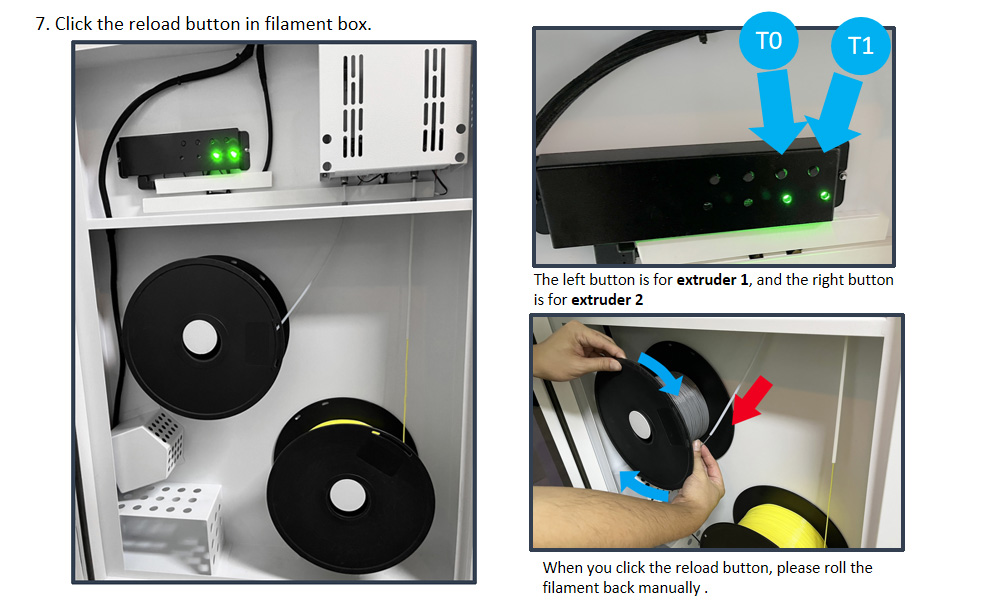 7. Click the reload button in filament box.
T0
T1
The left button is for extruder 1, and the right button
is for extruder 2
When you click the reload button, please roll the
filament back manually .